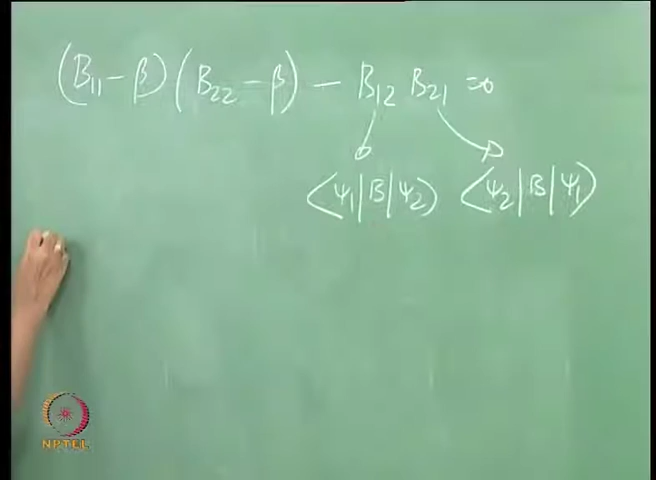 (B₁₁ - β) (B₂₂ - β) - B₁₂ B₂₁ = 0
⟨ψ₁|B|ψ₂⟩ ⟨ψ₂|B|ψ₁⟩
NPTEL